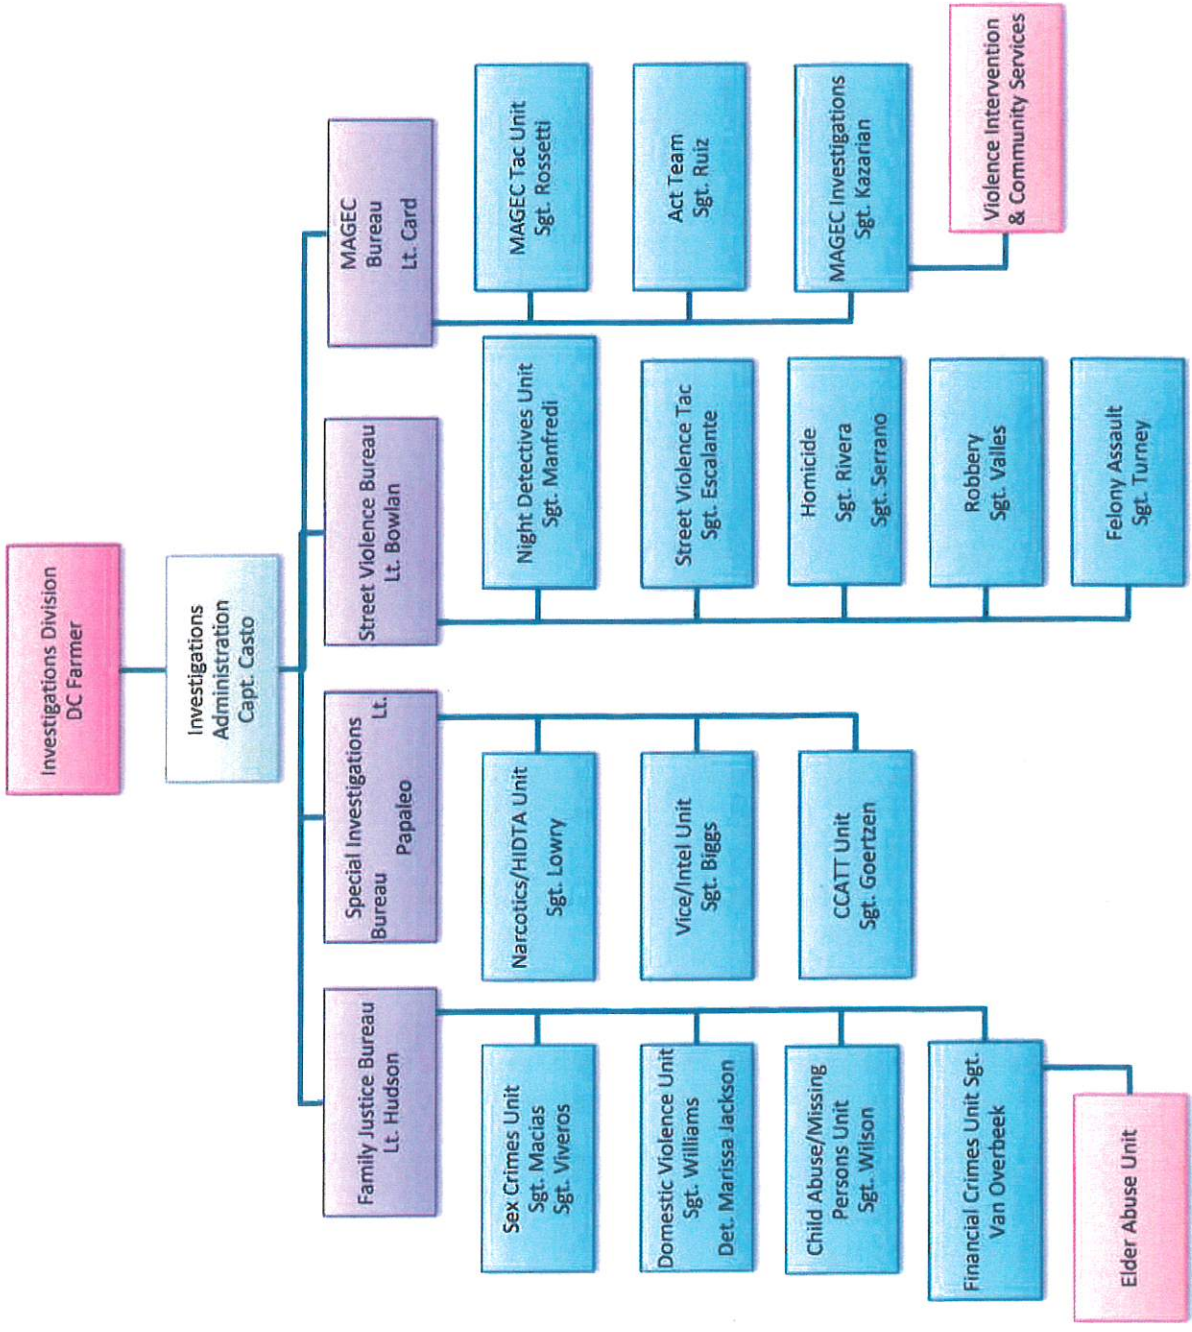 Investigations Division
DC Farmer
Investigations
Administration
Capt. Casto
Family Justice Bureau
Lt. Hudson
Sex Crimes Unit
Sgt. Macias
Sgt. Viveros
Domestic Violence Unit
Sgt. Williams
Det. Marissa Jackson
Child Abuse/Missing
Persons Unit
Sgt. Wilson
Financial Crimes Unit Sgt.
Van Overbeek
Elder Abuse Unit
Special Investigations
Bureau Lt.
Papaleo
Narcotics/HIDTA Unit
Sgt. Lowry
Vice/Intel Unit
Sgt. Biggs
CCATT Unit
Sgt. Goertzen
Street Violence Bureau
Lt. Bowlan
Night Detectives Unit
Sgt. Manfredi
Street Violence Tac
Sgt. Escalante
Homicide
Sgt. Rivera
Sgt. Serrano
Robbery
Sgt. Valles
Felony Assault
Sgt. Turney
MAGEC
Bureau
Lt. Card
MAGEC Tac Unit
Sgt. Rossetti
Act Team
Sgt. Ruiz
MAGEC Investigations
Sgt. Kazarian
Violence Intervention
& Community Services